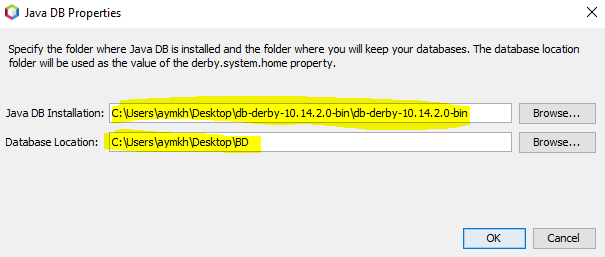 Java DB Properties
Specify the folder where Java DB is installed and the folder where you will keep your databases. The database location
folder will be used as the value of the derby.system.home property.
Java DB Installation: C:\Users\aymkh\Desktop\db-derby-10.14.2.0-bin\db-derby-10.14.2.0-bin Browse...
Database Location: C:\Users\aymkh\Desktop\BD Browse...
OK Cancel